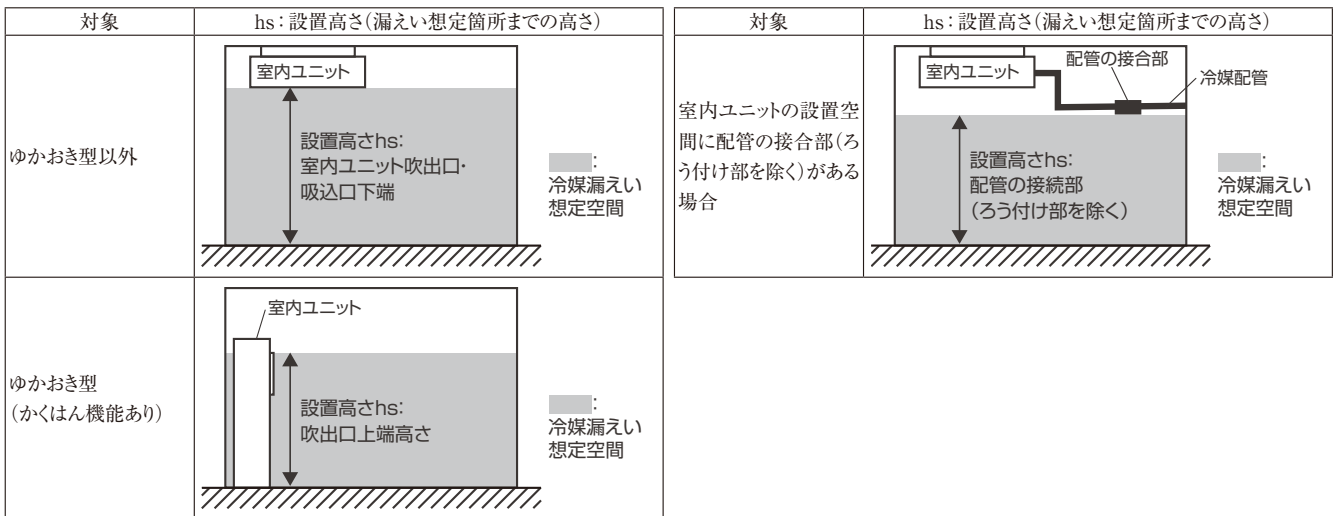 対象
hs：設置高さ（漏えい想定箇所までの高さ）
ゆかおき型以外
室内ユニット
設置高さhs：
室内ユニット吹出口・
吸込口下端
：
冷媒漏えい
想定空間
ゆかおき型
（かくはん機能あり）
室内ユニット
設置高さhs：
吹出口上端高さ
：
冷媒漏えい
想定空間
対象
hs：設置高さ（漏えい想定箇所までの高さ）
室内ユニットの設置空
間に配管の接合部（ろ
う付け部を除く）がある
場合
室内ユニット
配管の接合部
冷媒配管
設置高さhs：
配管の接続部
（ろう付け部を除く）
：
冷媒漏えい
想定空間